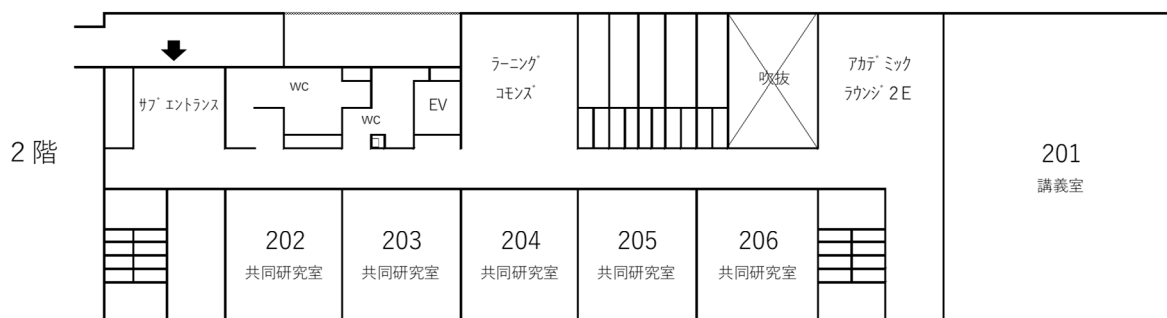 2階
ｻﾌﾞｴﾝﾄﾗﾝｽ
wc
wc
EV
ﾗｰﾆﾝｸﾞ
ｺﾓﾝｽﾞ
吹抜
ｱｶﾃﾞﾐｯｸ
ﾗｳﾝｼﾞ2E
201
講義室
202
共同研究室
203
共同研究室
204
共同研究室
205
共同研究室
206
共同研究室